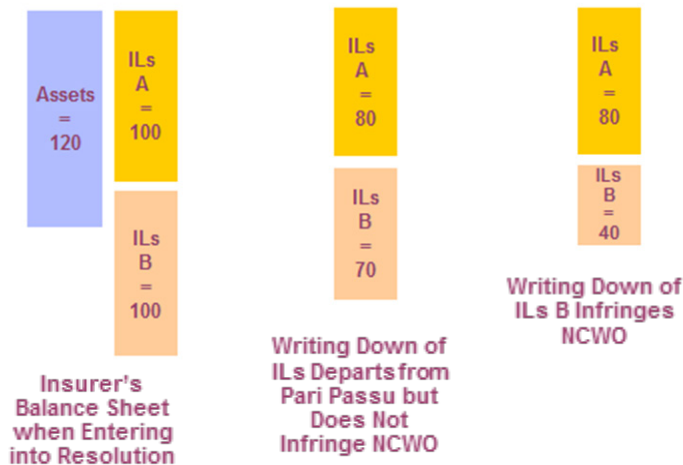 Assets
=
120
ILs
A
=
100
ILs
B
=
100
Insurer's
Balance Sheet
when Entering
into Resolution
ILs
A
=
80
ILs
B
=
70
Writing Down of
ILs Departs from
Pari Passu but
Does Not
Infringe NCWO
ILs
A
=
80
ILs
B
=
40
Writing Down of
ILs B Infringes
NCWO